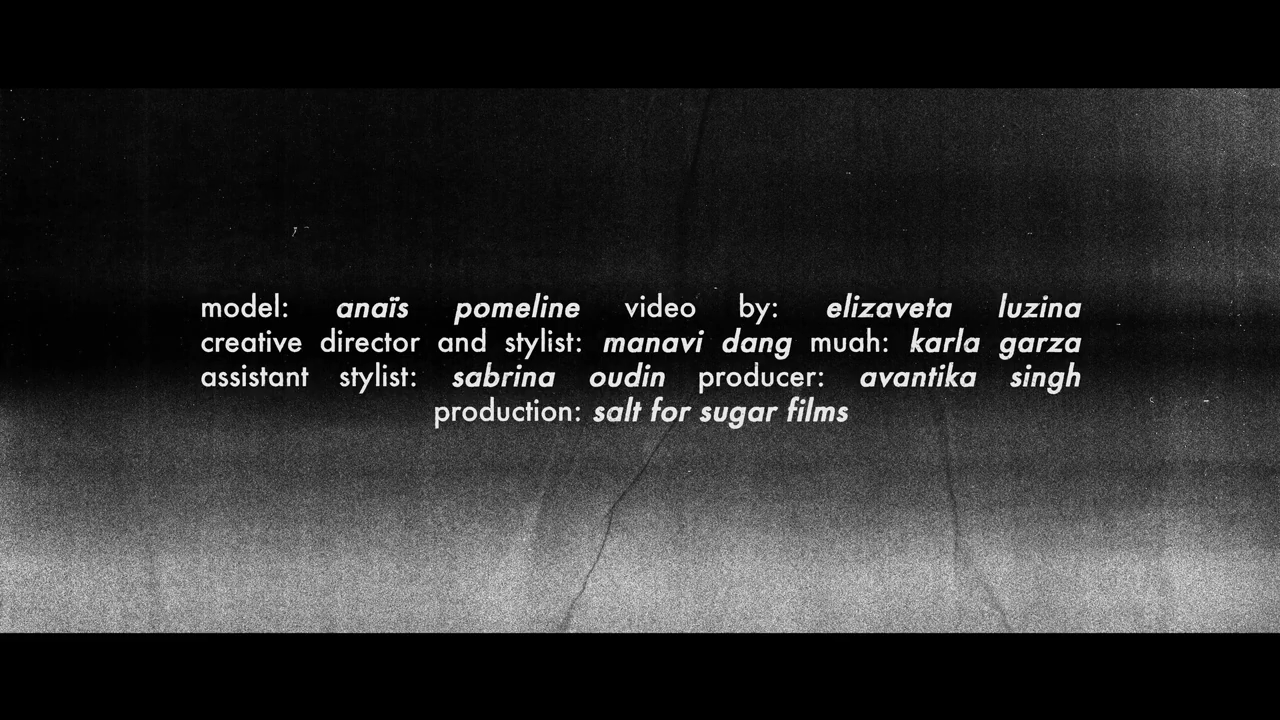 model: anaïs pomeline video by: elizaveta luzina
creative director and stylist: manavi dang muah: karla garza
assistant stylist: sabrina oudin producer: avantika singh
production: salt for sugar films